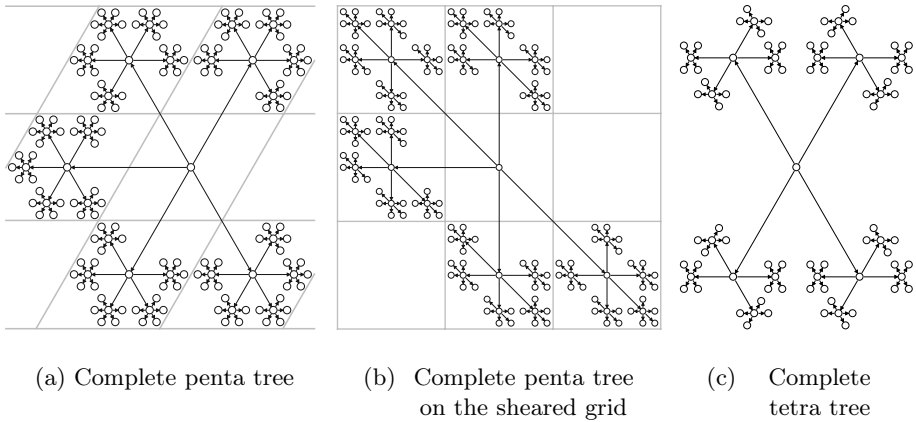 (a) Complete penta tree
(b) Complete penta tree
on the sheared grid
(c) Complete
tetra tree